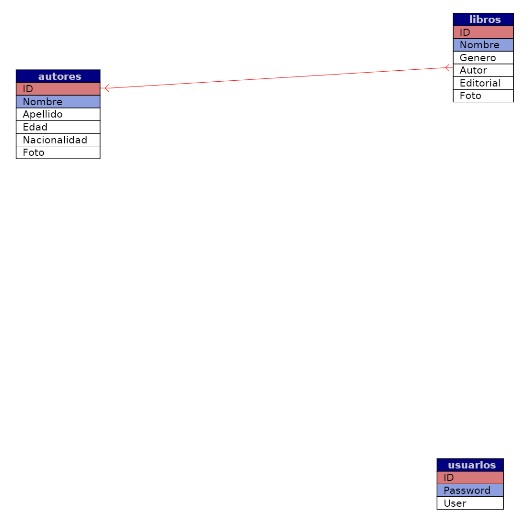 autores
ID
Nombre
Apellido
Edad
Nacionalidad
Foto
libros
ID
Nombre
Genero
Autor
Editorial
Foto
usuarios
ID
Password
User